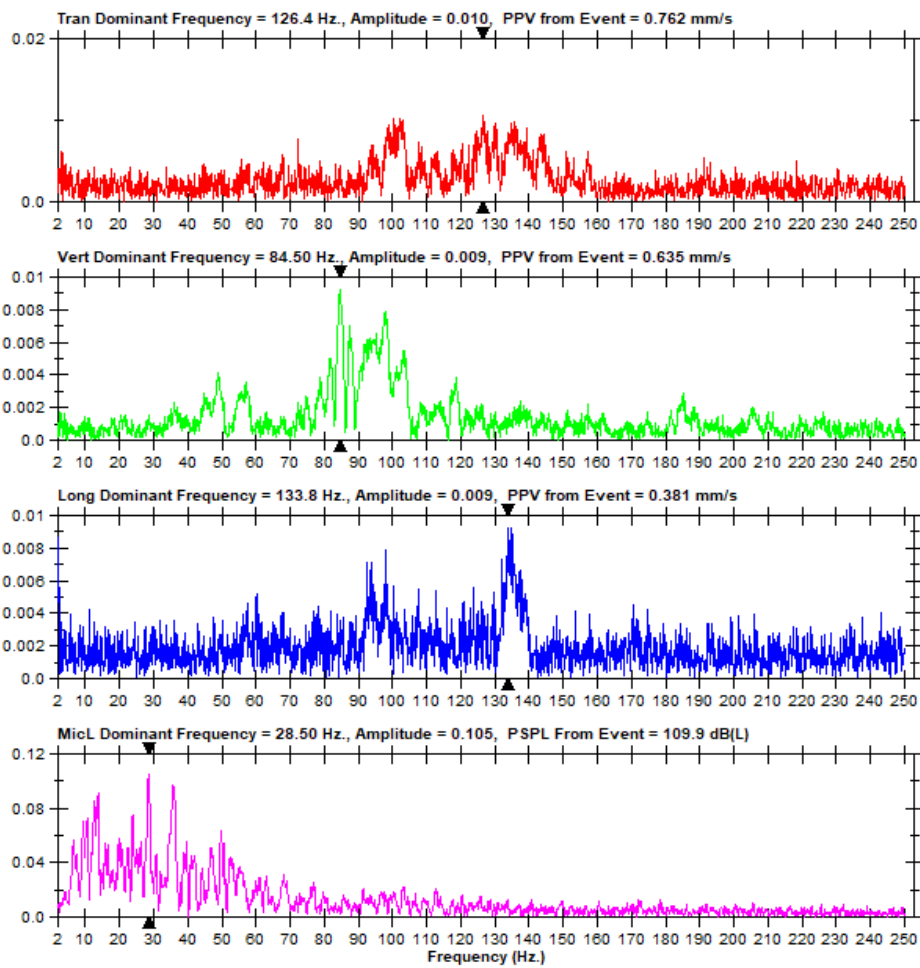 Tran Dominant Frequency = 126.4 Hz., Amplitude = 0.010, PPV from Event = 0.762 mm/s
0.02
0.0
2 10 20 30 40 50 60 70 80 90 100 110 120 130 140 150 160 170 180 190 200 210 220 230 250
Vert Dominant Frequency = 84.50 Hz., Amplitude = 0.009, PPV from Event = 0.635 mm/s
0.01
0.008
0.006
0.004
0.002
0.0
2 10 20 30 40 50 60 70 80 90 100 110 120 130 140 150 160 170 180 190 200 210 220 230 250
Long Dominant Frequency = 133.8 Hz., Amplitude = 0.009, PPV from Event = 0.381 mm/s
0.01
0.008
0.006
0.004
0.002
0.0
2 10 20 30 40 50 60 70 80 90 100 110 120 130 140 150 160 170 180 190 200 210 220 230 250
MicL Dominant Frequency = 28.50 Hz., Amplitude = 0.105, PSPL From Event = 109.9 dB(L)
0.12
0.08
0.04
0.0
2 10 20 30 40 50 60 70 80 90 100 110 120 130 140 150 160 170 180 190 200 210 220 230 250
Frequency (Hz.)